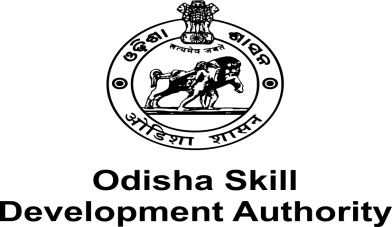 ଓଡ଼ିଶା ଶାସନ
सत्यमेव जयते
ओडिशा शासन
Odisha Skill
Development Authority